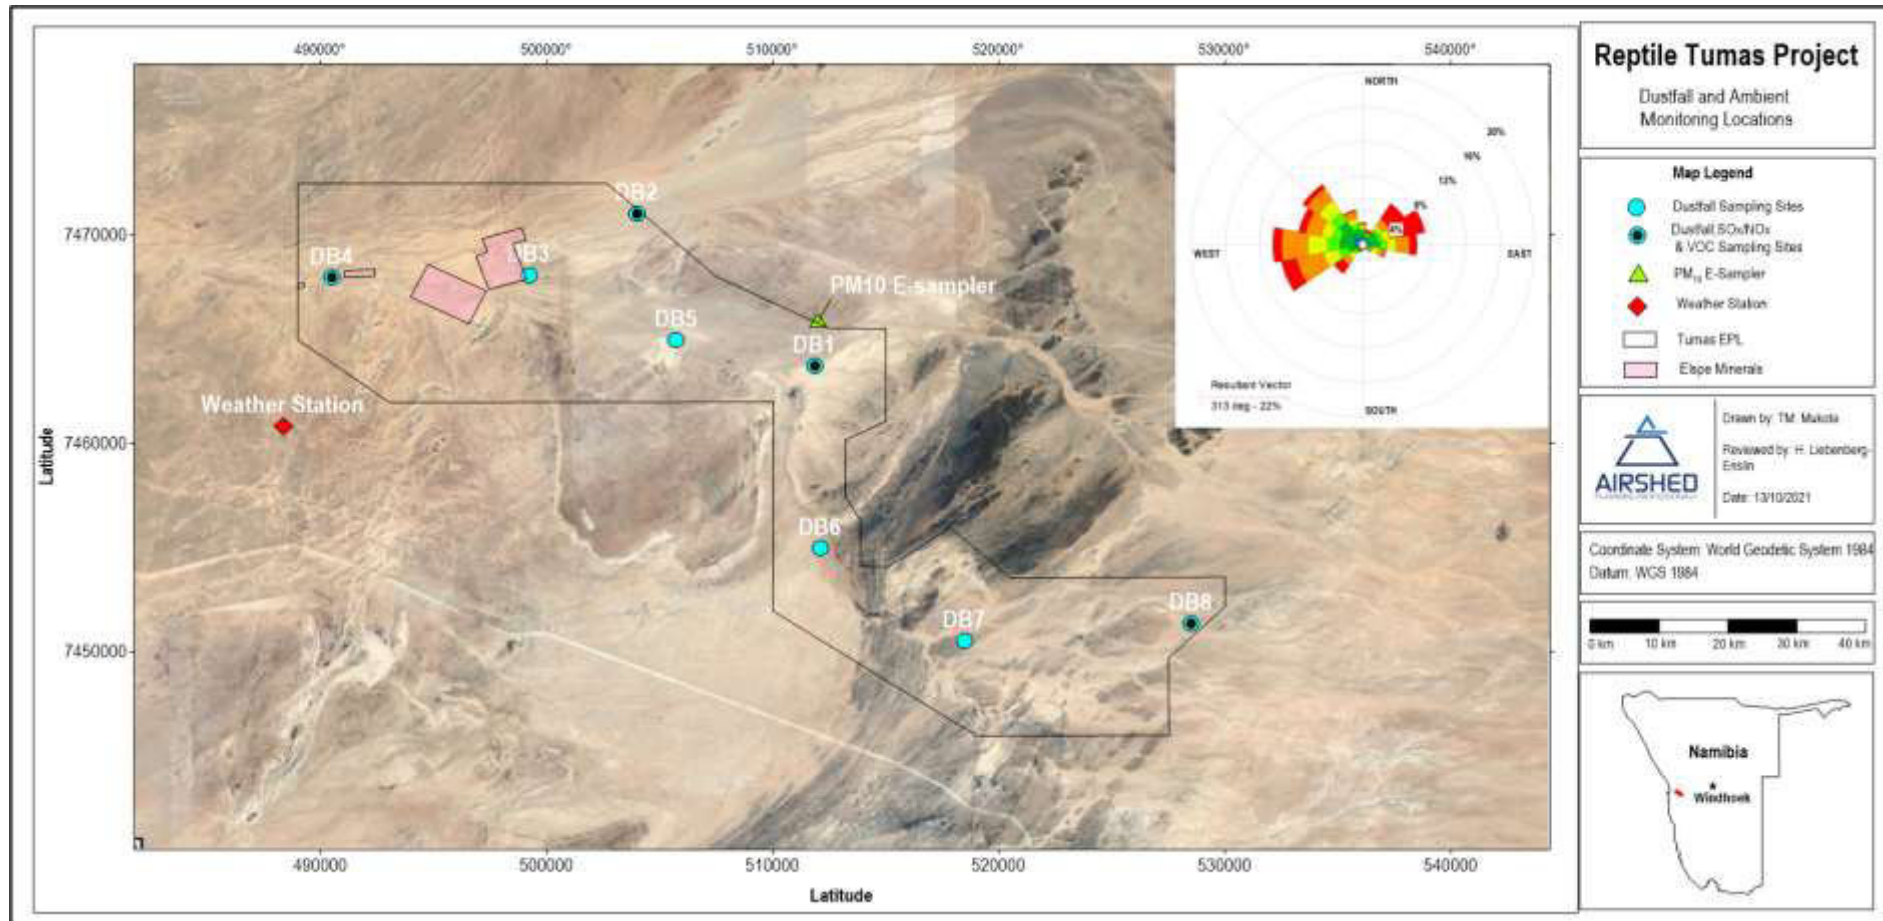 490000° 500000° 510000° 520000° 530000° 540000°
7470000
7460000
7450000
Latitude
490000 500000 510000 520000 530000 540000
Latitude
DB2
DB4
DB3
PM10 E-sampler
DB5
DB1
Weather Station
DB6
DB7
DB8
NORTH
20%
16%
12%
8%
4%
WEST
EAST
Resultant Vector
313 deg - 22%
SOUTH
Reptile Tumas Project
Dustfall and Ambient
Monitoring Locations
Map Legend
Dustfall Sampling Sites
Dustfall,SOx/NOx
& VOC Sampling Sites
PM10 E-Sampler
Weather Station
Tumas EPL
Elspe Minerals
AIRSHED
Drawn by: TM. Mukota
Reviewed by: H. Liebenberg-
Enslin
Date: 13/10/2021
Coordinate System: World Geodetic System 1984
Datum: WGS 1984
0 km 10 km 20 km 30 km 40 km
Namibia
Windhoek